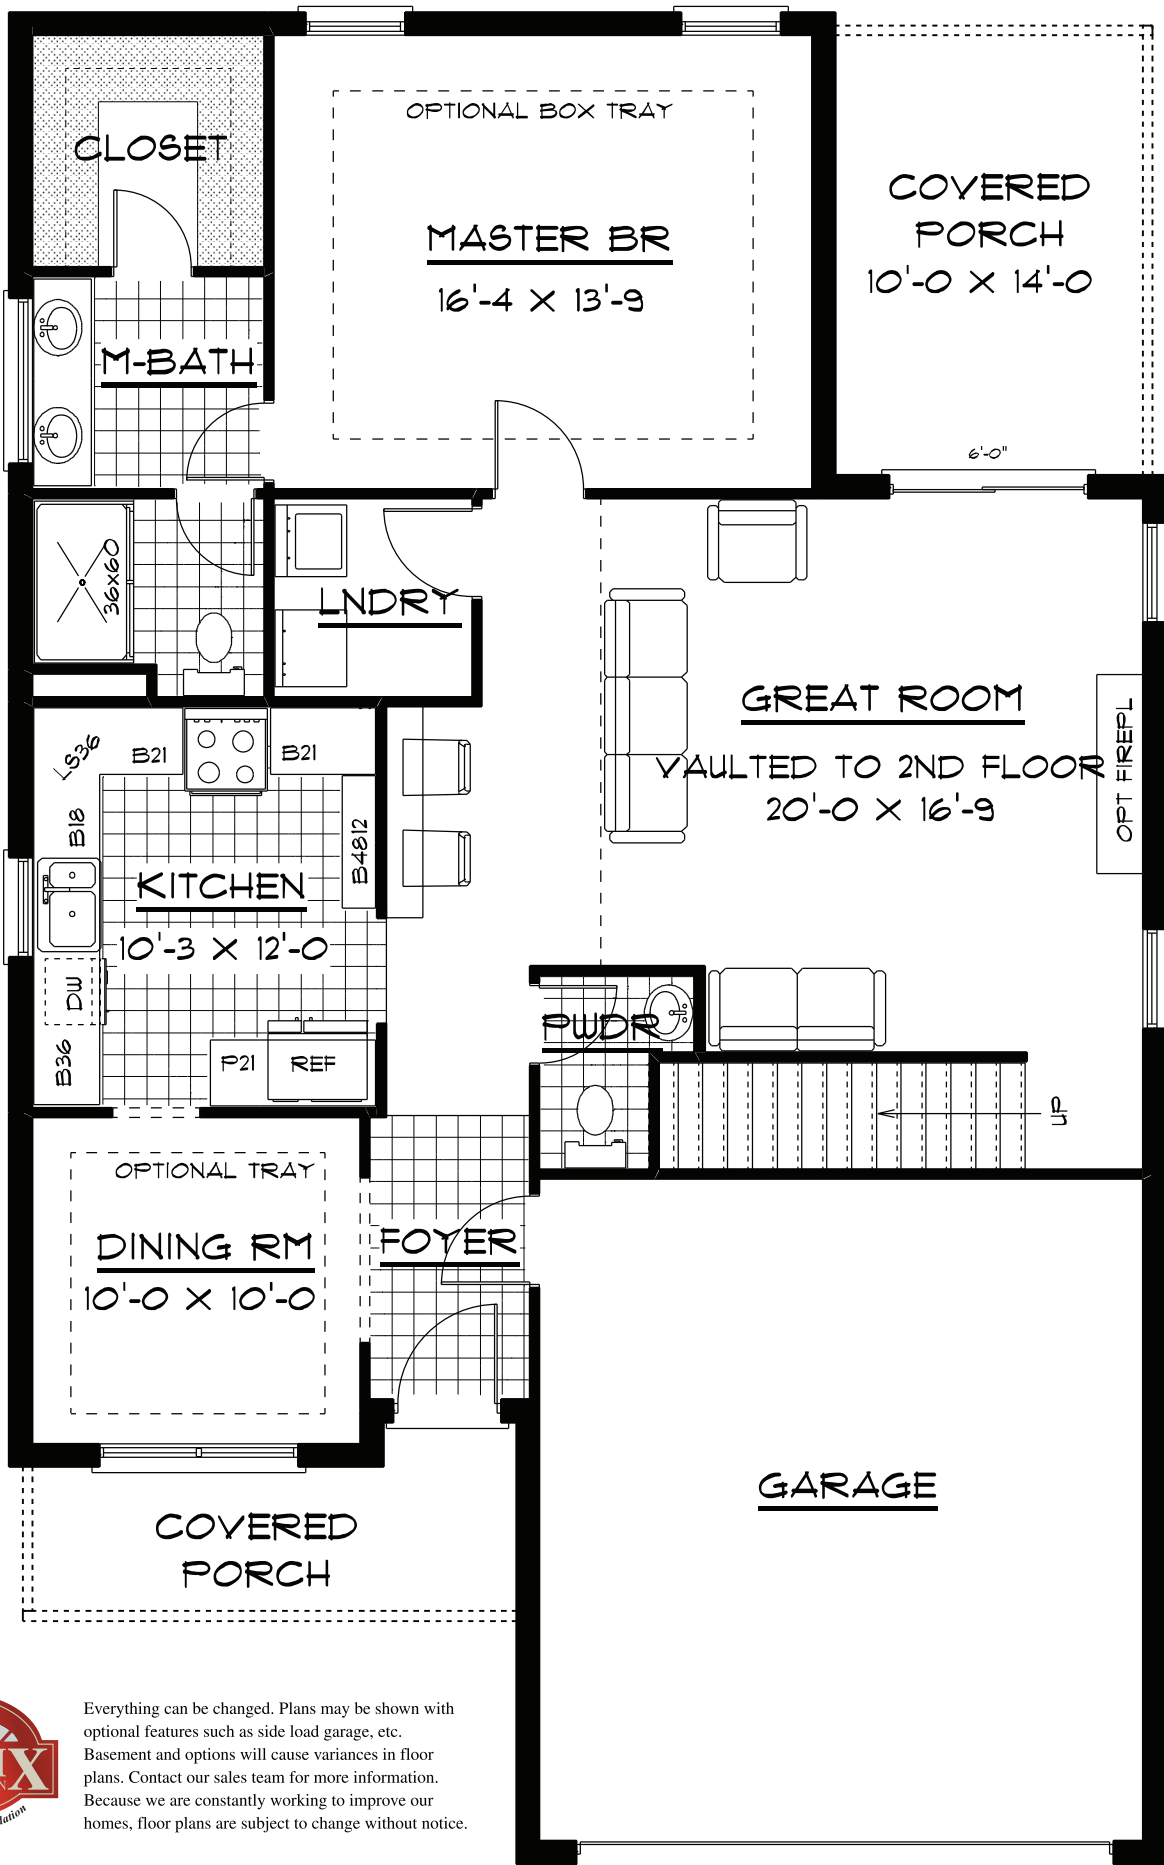 OPTIONAL BOX TRAY
CLOSET
COVERED
PORCH
10'-0 X 14'-0
MASTER BR
16'-4 X 13'-9
M-BATH
6'-0"
36x60
LNDRY
GREAT ROOM
VAULTED TO 2ND FLOOR
20'-0 X 16'-9
OPT FIREPL
LS36
B21
B21
B18
B4812
KITCHEN
10'-3 X 12'-0
DW
B36
P21
REF
PWDR
UP
OPTIONAL TRAY
DINING RM
10'-0 X 10'-0
FOYER
GARAGE
COVERED
PORCH
Everything can be changed. Plans may be shown with
optional features such as side load garage, etc.
Basement and options will cause variances in floor
plans. Contact our sales team for more information.
Because we are constantly working to improve our
homes, floor plans are subject to change without notice.